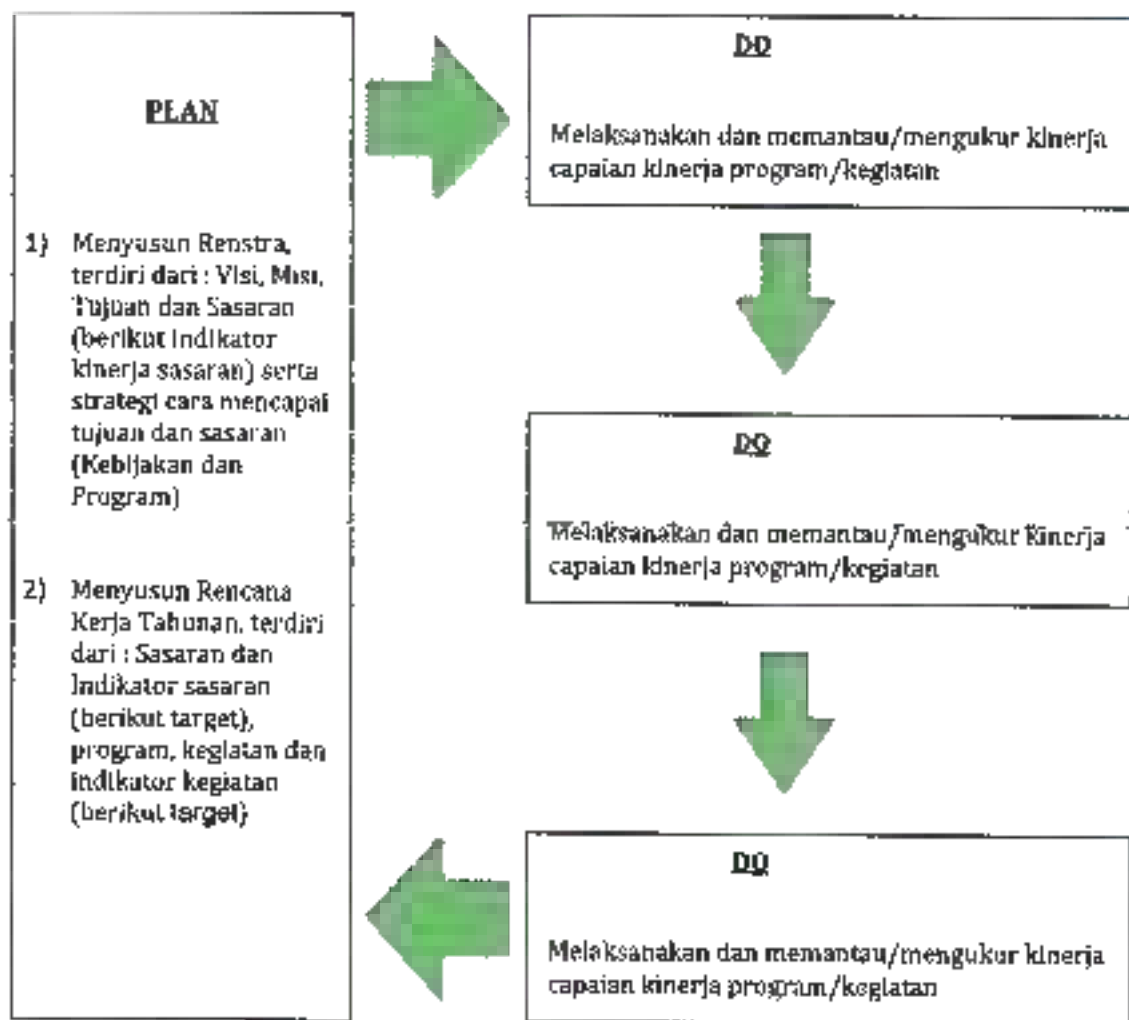 PLAN
1) Menyusun Renstra,
terdiri dari : Visi, Misi,
Tujuan dan Sasaran
(berikut indikator
kinerja sasaran) serta
strategi cara mencapai
tujuan dan sasaran
(Kebijakan dan
Program)
2) Menyusun Rencana
Kerja Tahunan, terdiri
dari : Sasaran dan
Indikator sasaran
(berikut target),
program, kegiatan dan
indikator kegiatan
(berikut target)
DO
Melaksanakan dan memantau/mengukur kinerja
capaian kinerja program/kegiatan
DO
Melaksanakan dan memantau/mengukur Kinerja
capaian kinerja program/kegiatan
DO
Melaksanakan dan memantau/mengukur kinerja
capaian kinerja program/kegiatan